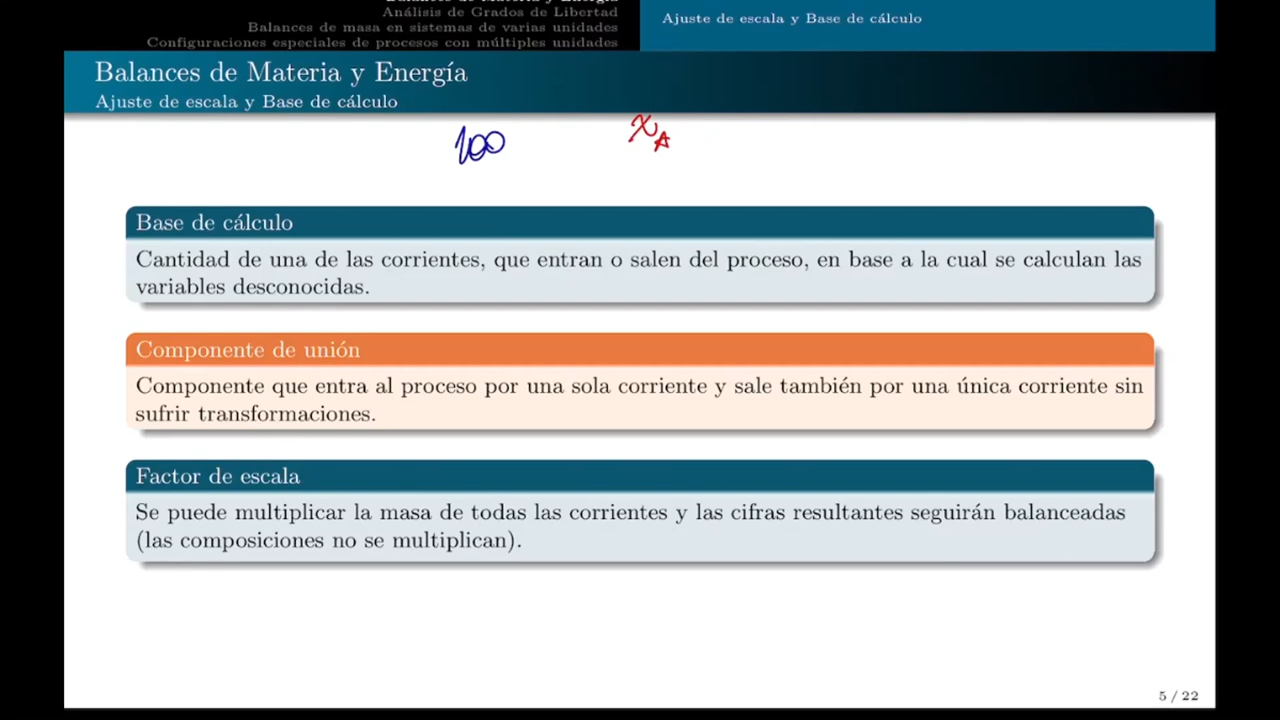 Balances de Materia y Energía
Análisis de Grados de Libertad
Balances de masa en sistemas de varias unidades
Configuraciones especiales de procesos con múltiples unidades
Ajuste de escala y Base de cálculo
Balances de Materia y Energía
Ajuste de escala y Base de cálculo
100
x_A
Base de cálculo
Cantidad de una de las corrientes, que entran o salen del proceso, en base a la cual se calculan las
variables desconocidas.
Componente de unión
Componente que entra al proceso por una sola corriente y sale también por una única corriente sin
sufrir transformaciones.
Factor de escala
Se puede multiplicar la masa de todas las corrientes y las cifras resultantes seguirán balanceadas
(las composiciones no se multiplican).
5 / 22